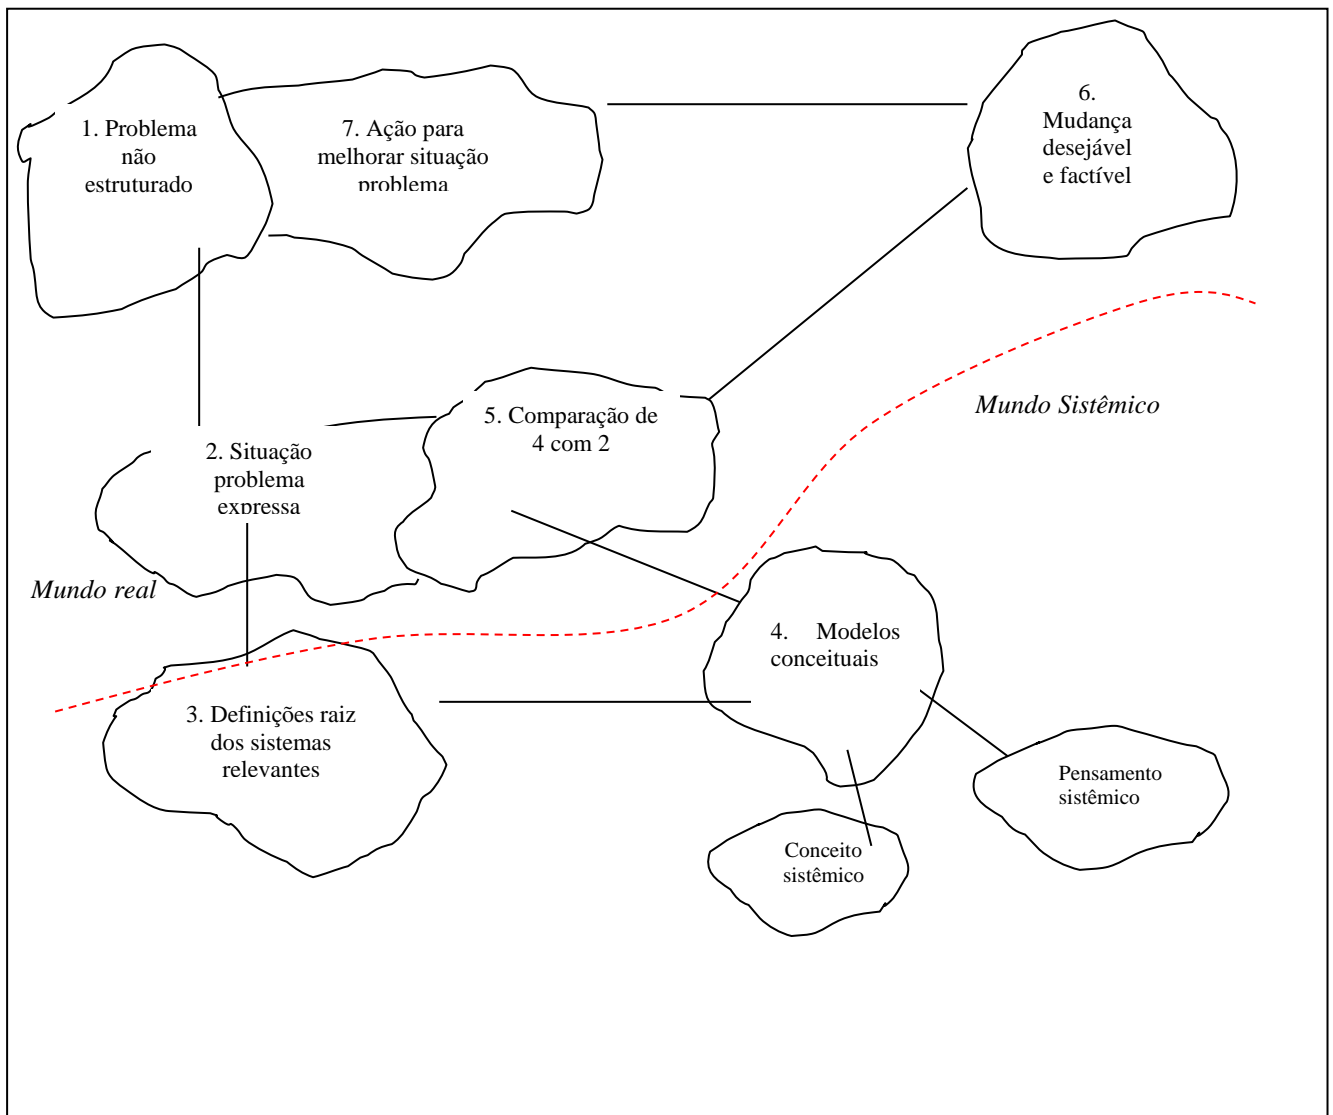 1. Problema
não
estruturado
7. Ação para
melhorar situação
problema
6.
Mudança
desejável
e factível
Mundo Sistêmico
5. Comparação de
4 com 2
2. Situação
problema
expressa
Mundo real
4. Modelos
conceituais
3. Definições raiz
dos sistemas
relevantes
Pensamento
sistêmico
Conceito
sistêmico